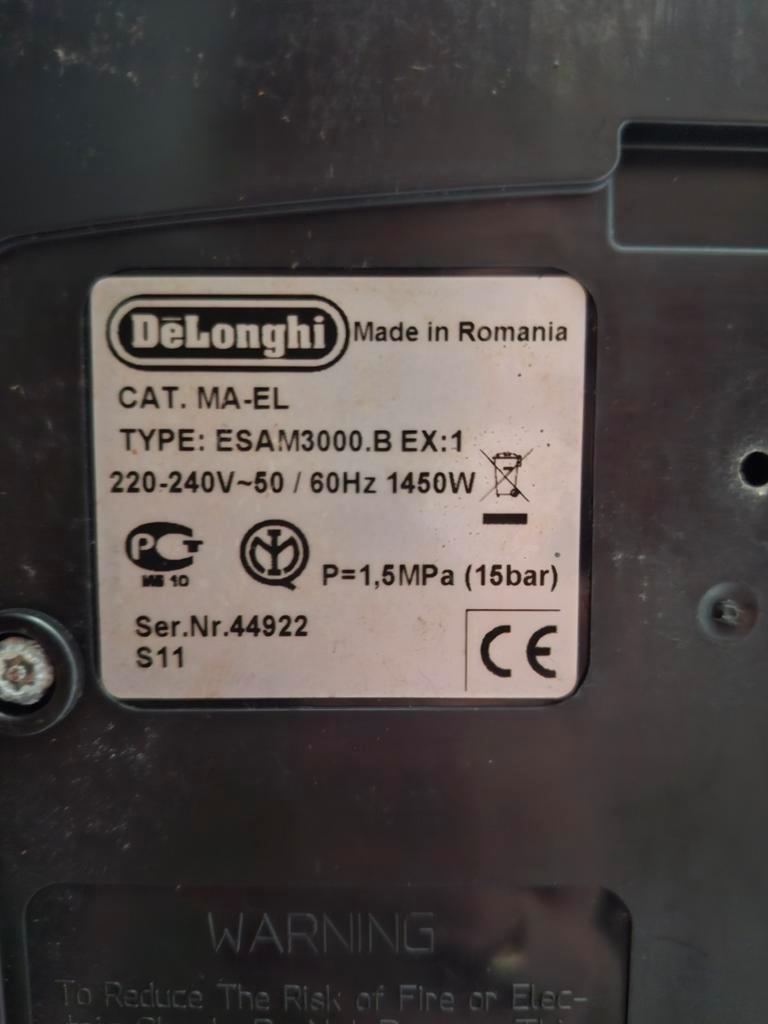 DēLonghi Made in Romania
CAT. MA-EL
TYPE: ESAM3000.B EX:1
220-240V~50 / 60Hz 1450W
P=1,5MPa (15bar)
Ser.Nr.44922
S11
CE
WARNING
To Reduce The Risk of Fire or Elec-